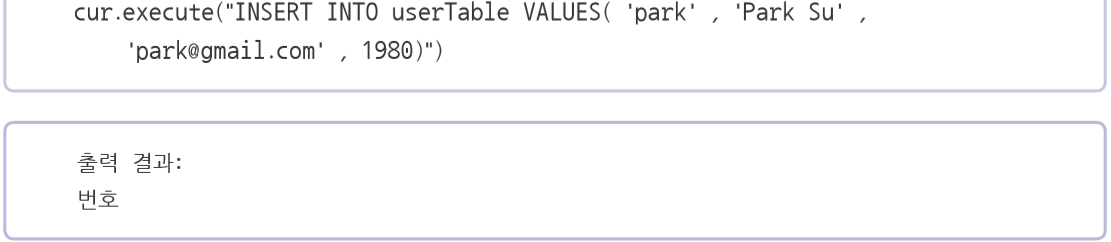 cur.execute("INSERT INTO userTable VALUES( 'park' , 'Park Su' ,
'park@gmail.com' , 1980)")
출력 결과:
번호